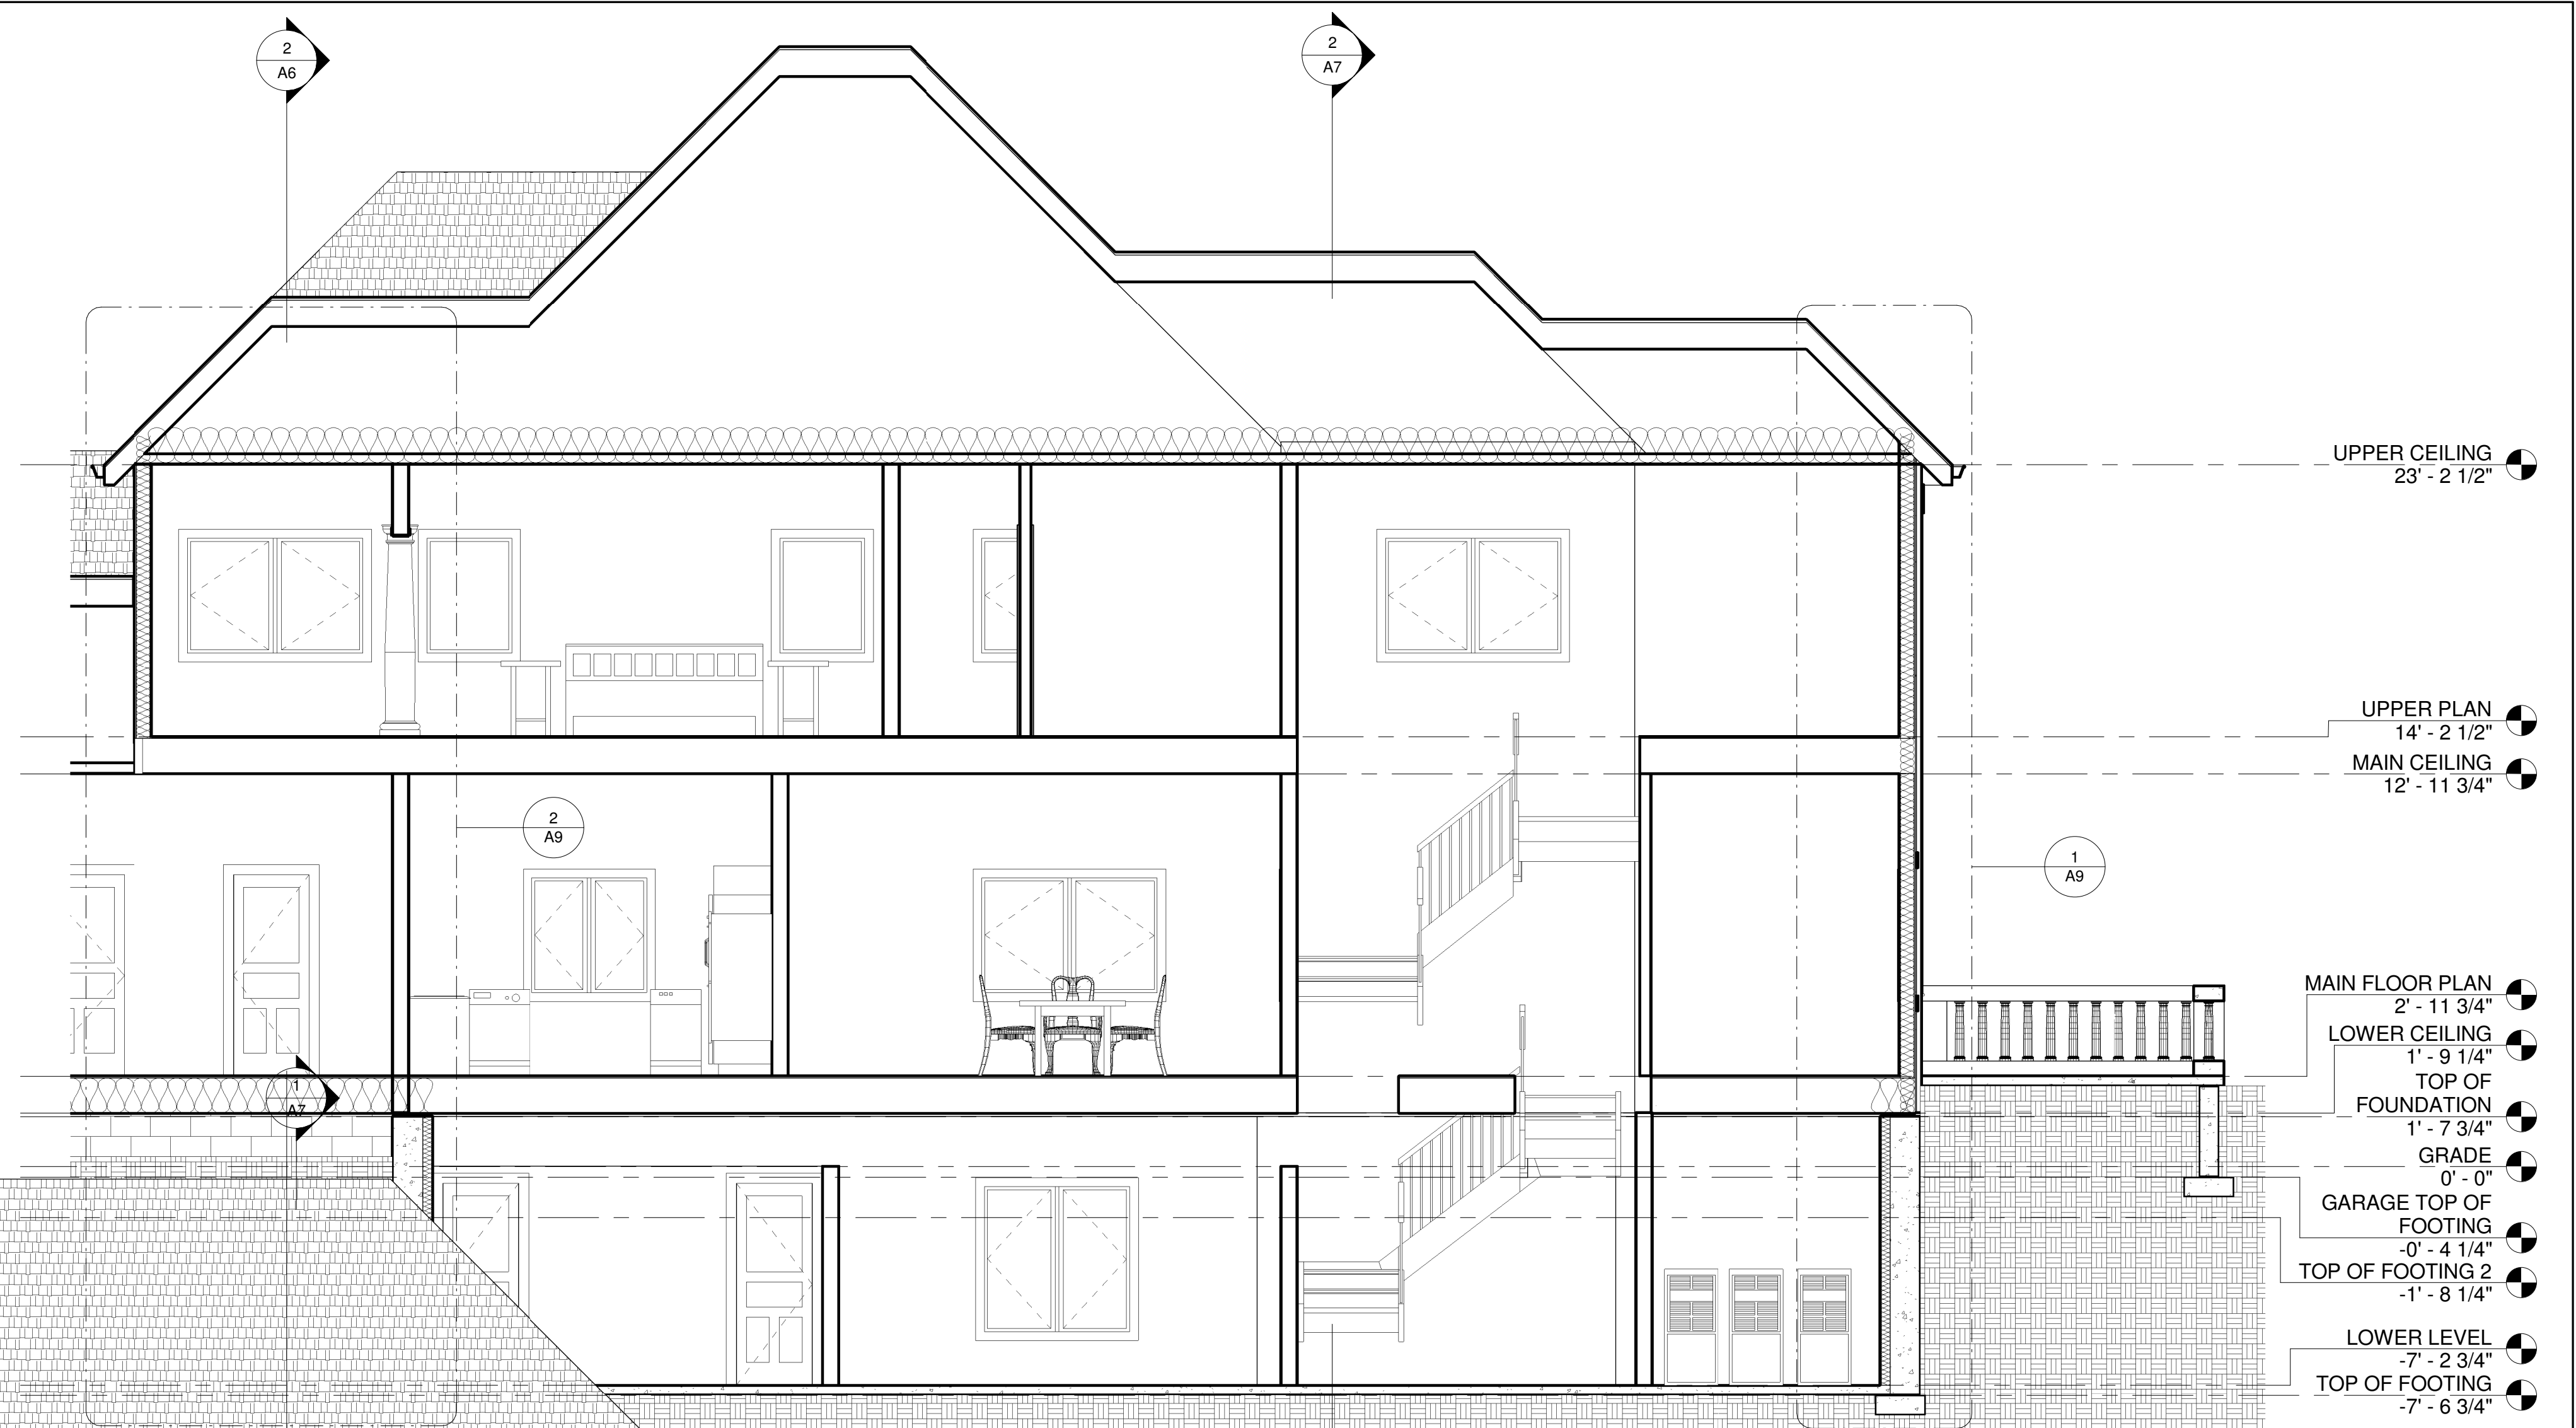 2
A6
2
A7
UPPER CEILING
23' - 2 1/2"
UPPER PLAN
14' - 2 1/2"
MAIN CEILING
12' - 11 3/4"
2
A9
1
A9
MAIN FLOOR PLAN
2' - 11 3/4"
LOWER CEILING
1' - 9 1/4"
1
A7
TOP OF
FOUNDATION
1' - 7 3/4"
GRADE
0' - 0"
GARAGE TOP OF
FOOTING
-0' - 4 1/4"
TOP OF FOOTING 2
-1' - 8 1/4"
LOWER LEVEL
-7' - 2 3/4"
TOP OF FOOTING
-7' - 6 3/4"